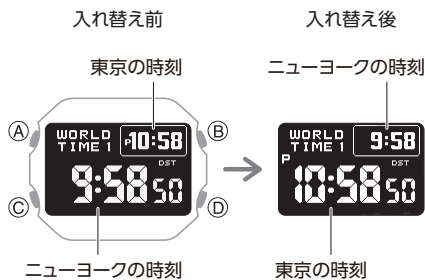 入れ替え前
入れ替え後
東京の時刻
ニューヨークの時刻
A
B
C
D
WORLD
TIME 1
P10:58
DST
9:58 50
WORLD
TIME 1
9:58
P
DST
10:58 50
ニューヨークの時刻
東京の時刻